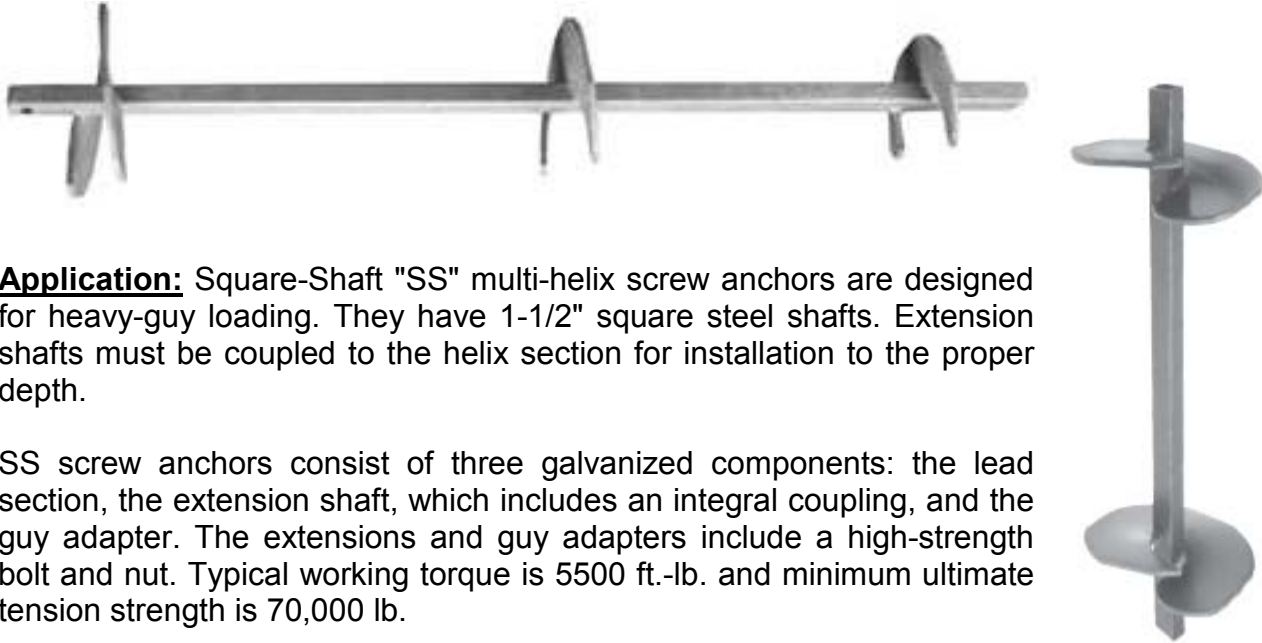 Application: Square-Shaft "SS" multi-helix screw anchors are designed
for heavy-guy loading. They have 1-1/2" square steel shafts. Extension
shafts must be coupled to the helix section for installation to the proper
depth.
SS screw anchors consist of three galvanized components: the lead
section, the extension shaft, which includes an integral coupling, and the
guy adapter. The extensions and guy adapters include a high-strength
bolt and nut. Typical working torque is 5500 ft.-lb. and minimum ultimate
tension strength is 70,000 lb.